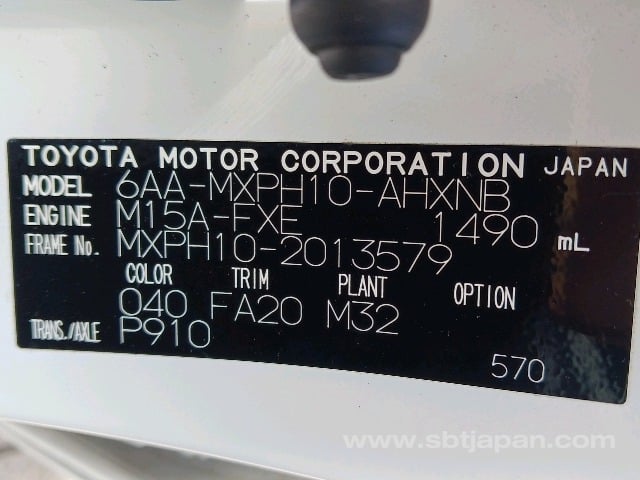 TOYOTA MOTOR CORPORATION JAPAN
MODEL 6AA-MXPH10-AHXNB
ENGINE M15A-FXE 1490 mL
FRAME No. MXPH10-2013579
COLOR TRIM PLANT OPTION
040 FA20 M32
TRANS./AXLE P910
570
www.sbtjapan.com